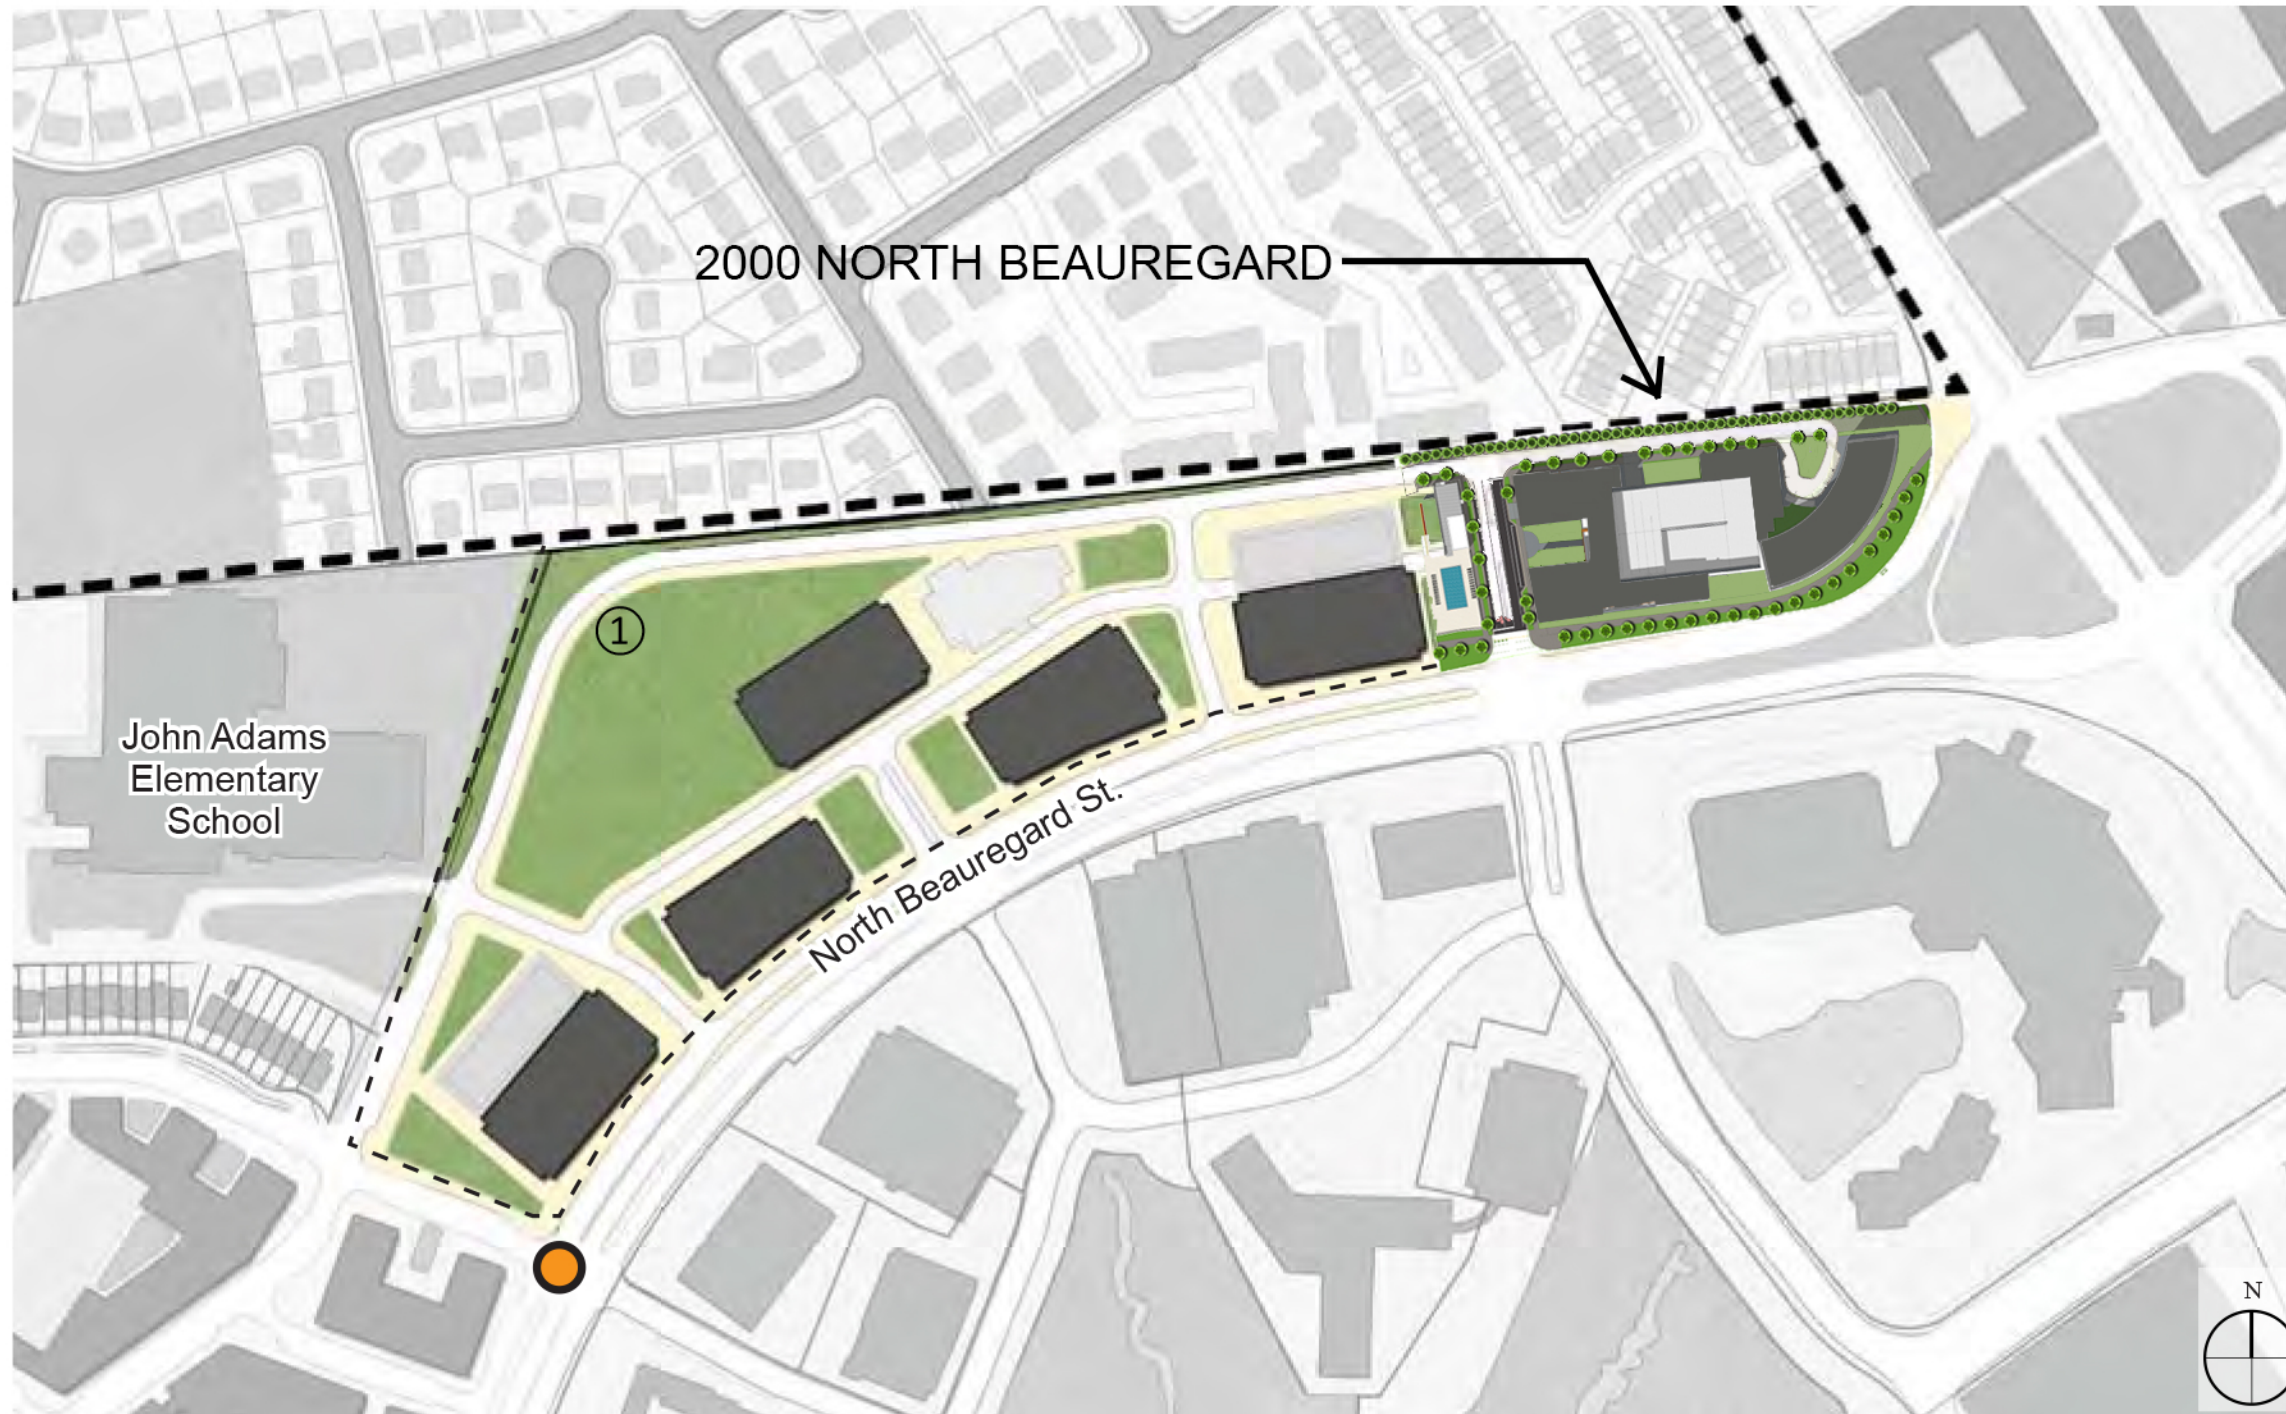 2000 NORTH BEAUREGARD
1
John Adams
Elementary
School
North Beauregard St.
N